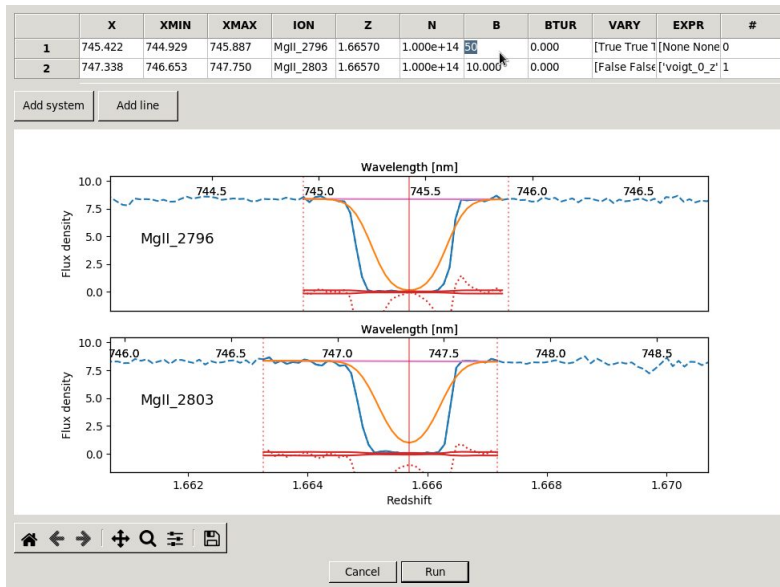 X XMIN XMAX ION Z N B BTUR VARY EXPR #
1 745.422 744.929 745.887 MgII_2796 1.66570 1.000e+14 50 0.000 [True True T [None None 0
2 747.338 746.653 747.750 MgII_2803 1.66570 1.000e+14 10.000 0.000 [False False ['voigt_0_z' 1
Add system Add line
Wavelength [nm]
744.5 745.0 745.5 746.0 746.5
10.0
7.5
5.0
2.5
0.0
Flux density
MgII_2796
Wavelength [nm]
746.0 746.5 747.0 747.5 748.0 748.5
10.0
7.5
5.0
2.5
0.0
Flux density
MgII_2803
1.662 1.664 1.666 1.668 1.670
Redshift
Cancel Run